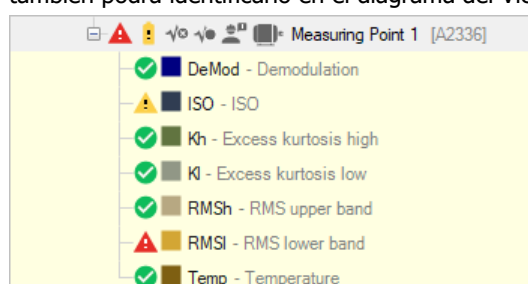 también podrá identificarlo en el diagrama del
Measuring Point 1 [A2336]
DeMod - Demodulation
ISO - ISO
Kh - Excess kurtosis high
Kl - Excess kurtosis low
RMSh - RMS upper band
RMSl - RMS lower band
Temp - Temperature